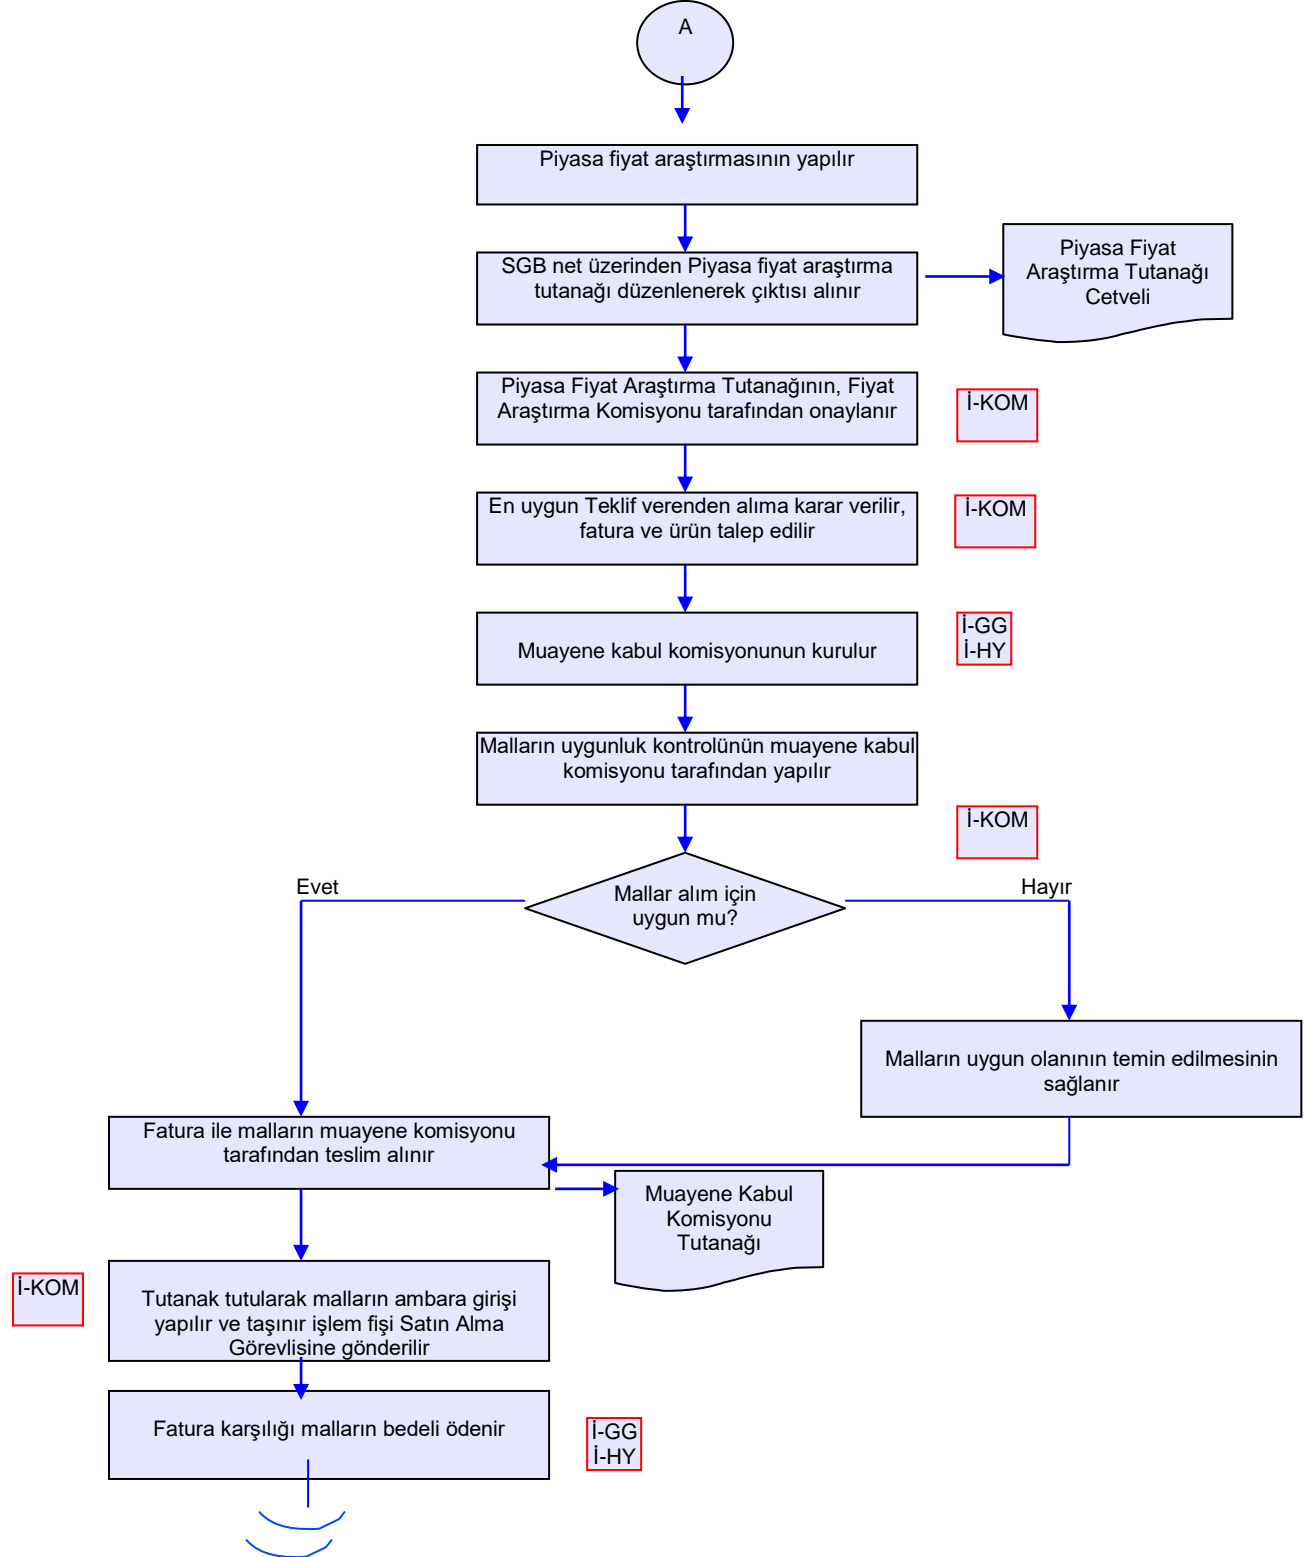 A
Piyasa fiyat araştırmasının yapılır
SGB net üzerinden Piyasa fiyat araştırma
tutanağı düzenlenerek çıktısı alınır
Piyasa Fiyat
Araştırma Tutanağı
Cetveli
Piyasa Fiyat Araştırma Tutanağının, Fiyat
Araştırma Komisyonu tarafından onaylanır
İ-KOM
En uygun Teklif verenden alıma karar verilir,
fatura ve ürün talep edilir
İ-KOM
Muayene kabul komisyonunun kurulur
İ-GG
İ-HY
Malların uygunluk kontrolünün muayene kabul
komisyonu tarafından yapılır
İ-KOM
Mallar alım için
uygun mu?
Evet
Hayır
Malların uygun olanının temin edilmesinin
sağlanır
Fatura ile malların muayene komisyonu
tarafından teslim alınır
Muayene Kabul
Komisyonu
Tutanağı
İ-KOM
Tutanak tutularak malların ambara girişi
yapılır ve taşınır işlem fişi Satın Alma
Görevlisine gönderilir
Fatura karşılığı malların bedeli ödenir
İ-GG
İ-HY